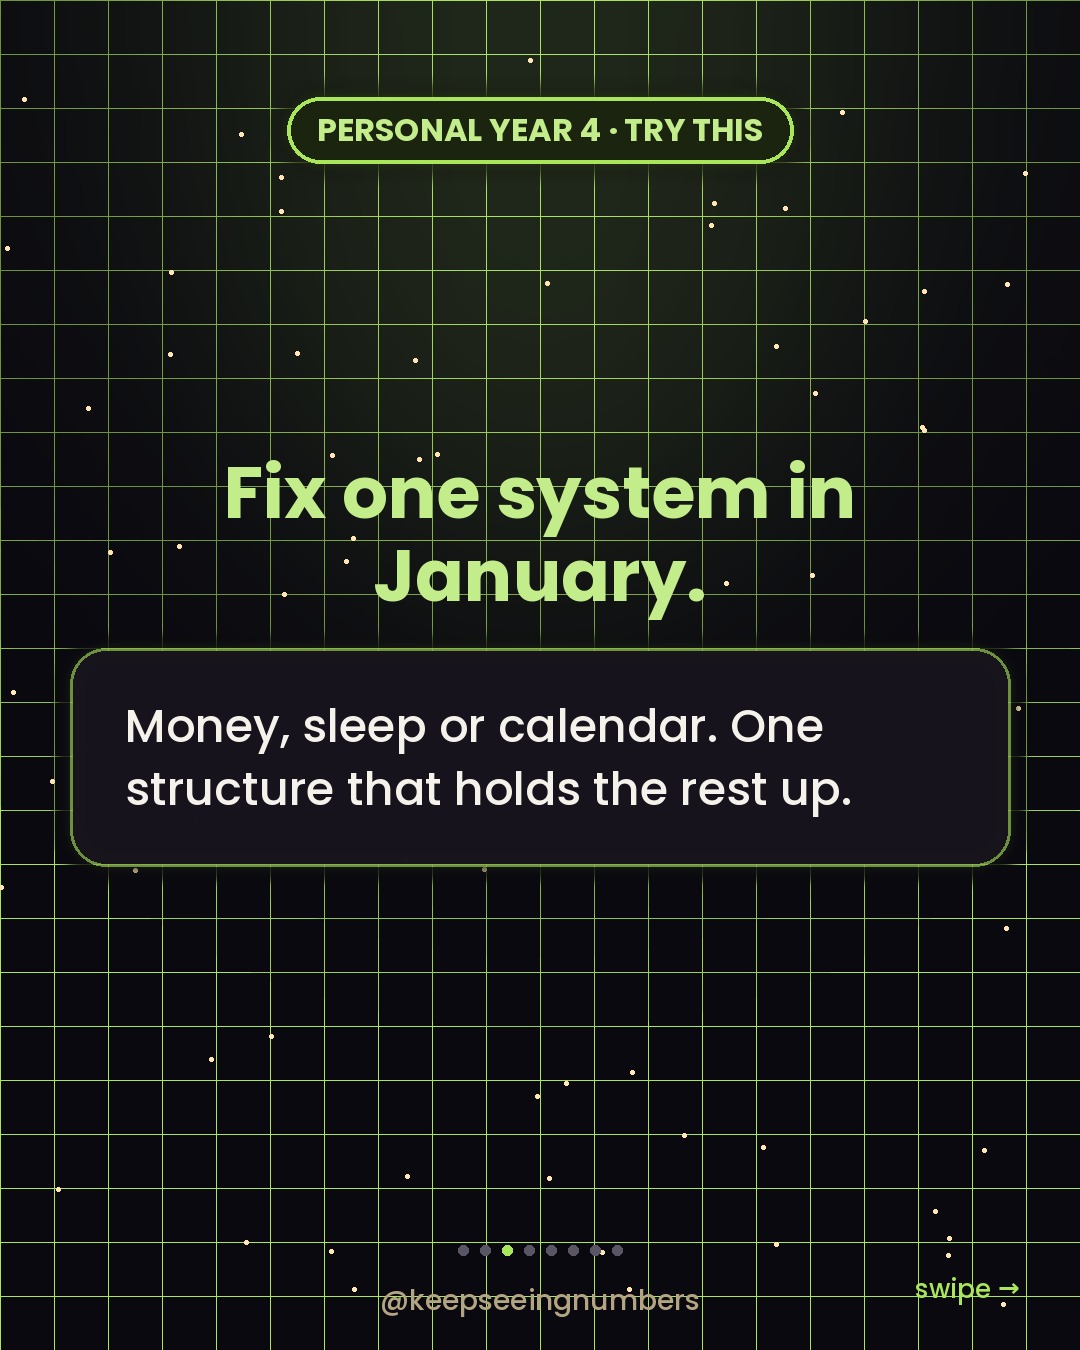 PERSONAL YEAR 4 · TRY THIS
Fix one system in
January.
Money, sleep or calendar. One
structure that holds the rest up.
@keepseeingnumbers
swipe →